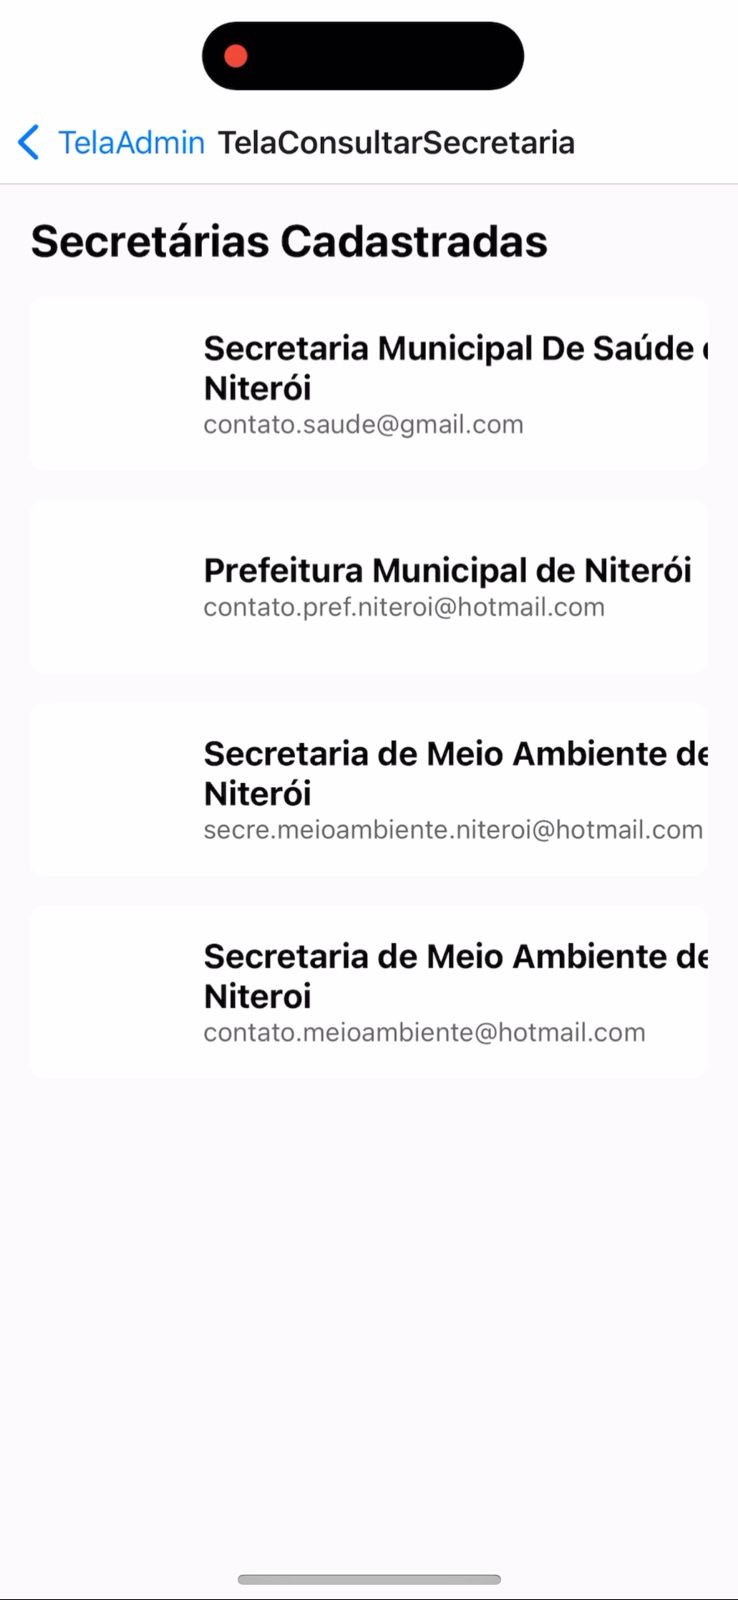 TelaAdmin TelaConsultarSecretaria
Secretárias Cadastradas
Secretaria Municipal De Saúde
Niterói
contato.saude@gmail.com
Prefeitura Municipal de Niterói
contato.pref.niteroi@hotmail.com
Secretaria de Meio Ambiente de
Niterói
secre.meioambiente.niteroi@hotmail.com
Secretaria de Meio Ambiente de
Niteroi
contato.meioambiente@hotmail.com